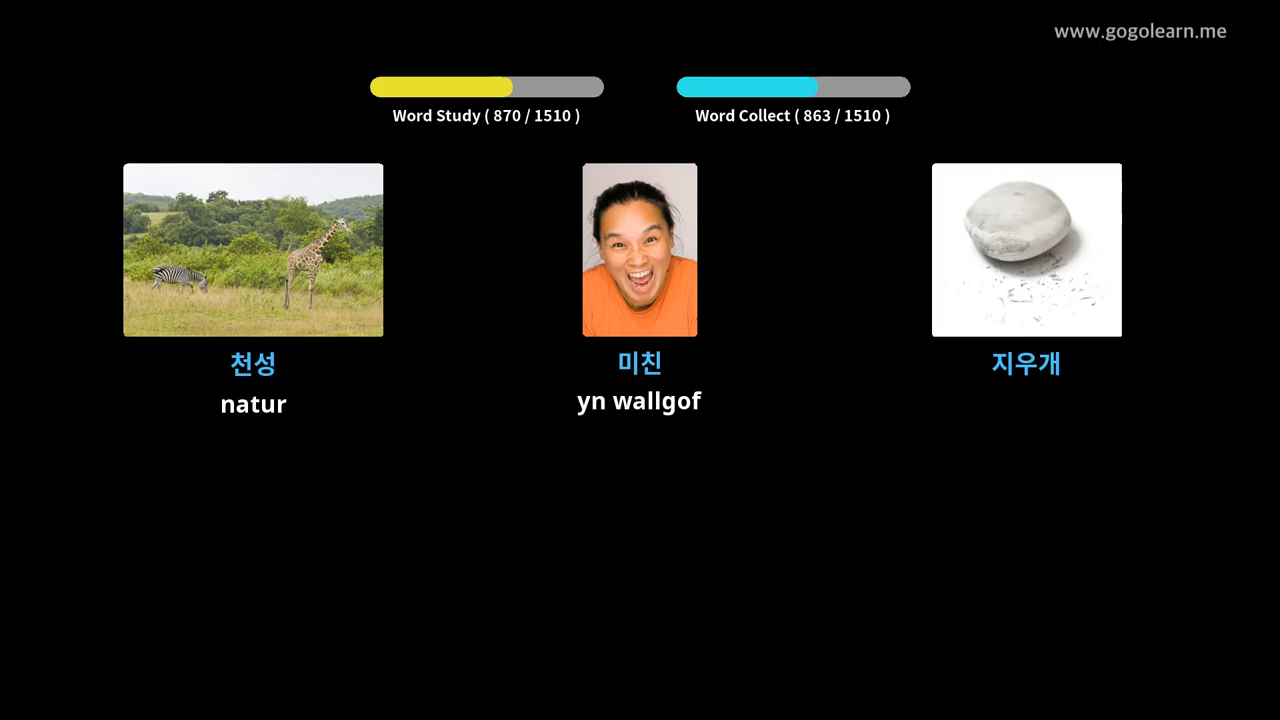 www.gogolearn.me
Word Study ( 870 / 1510 )
Word Collect ( 863 / 1510 )
천성
미친
지우개
natur
yn wallgof